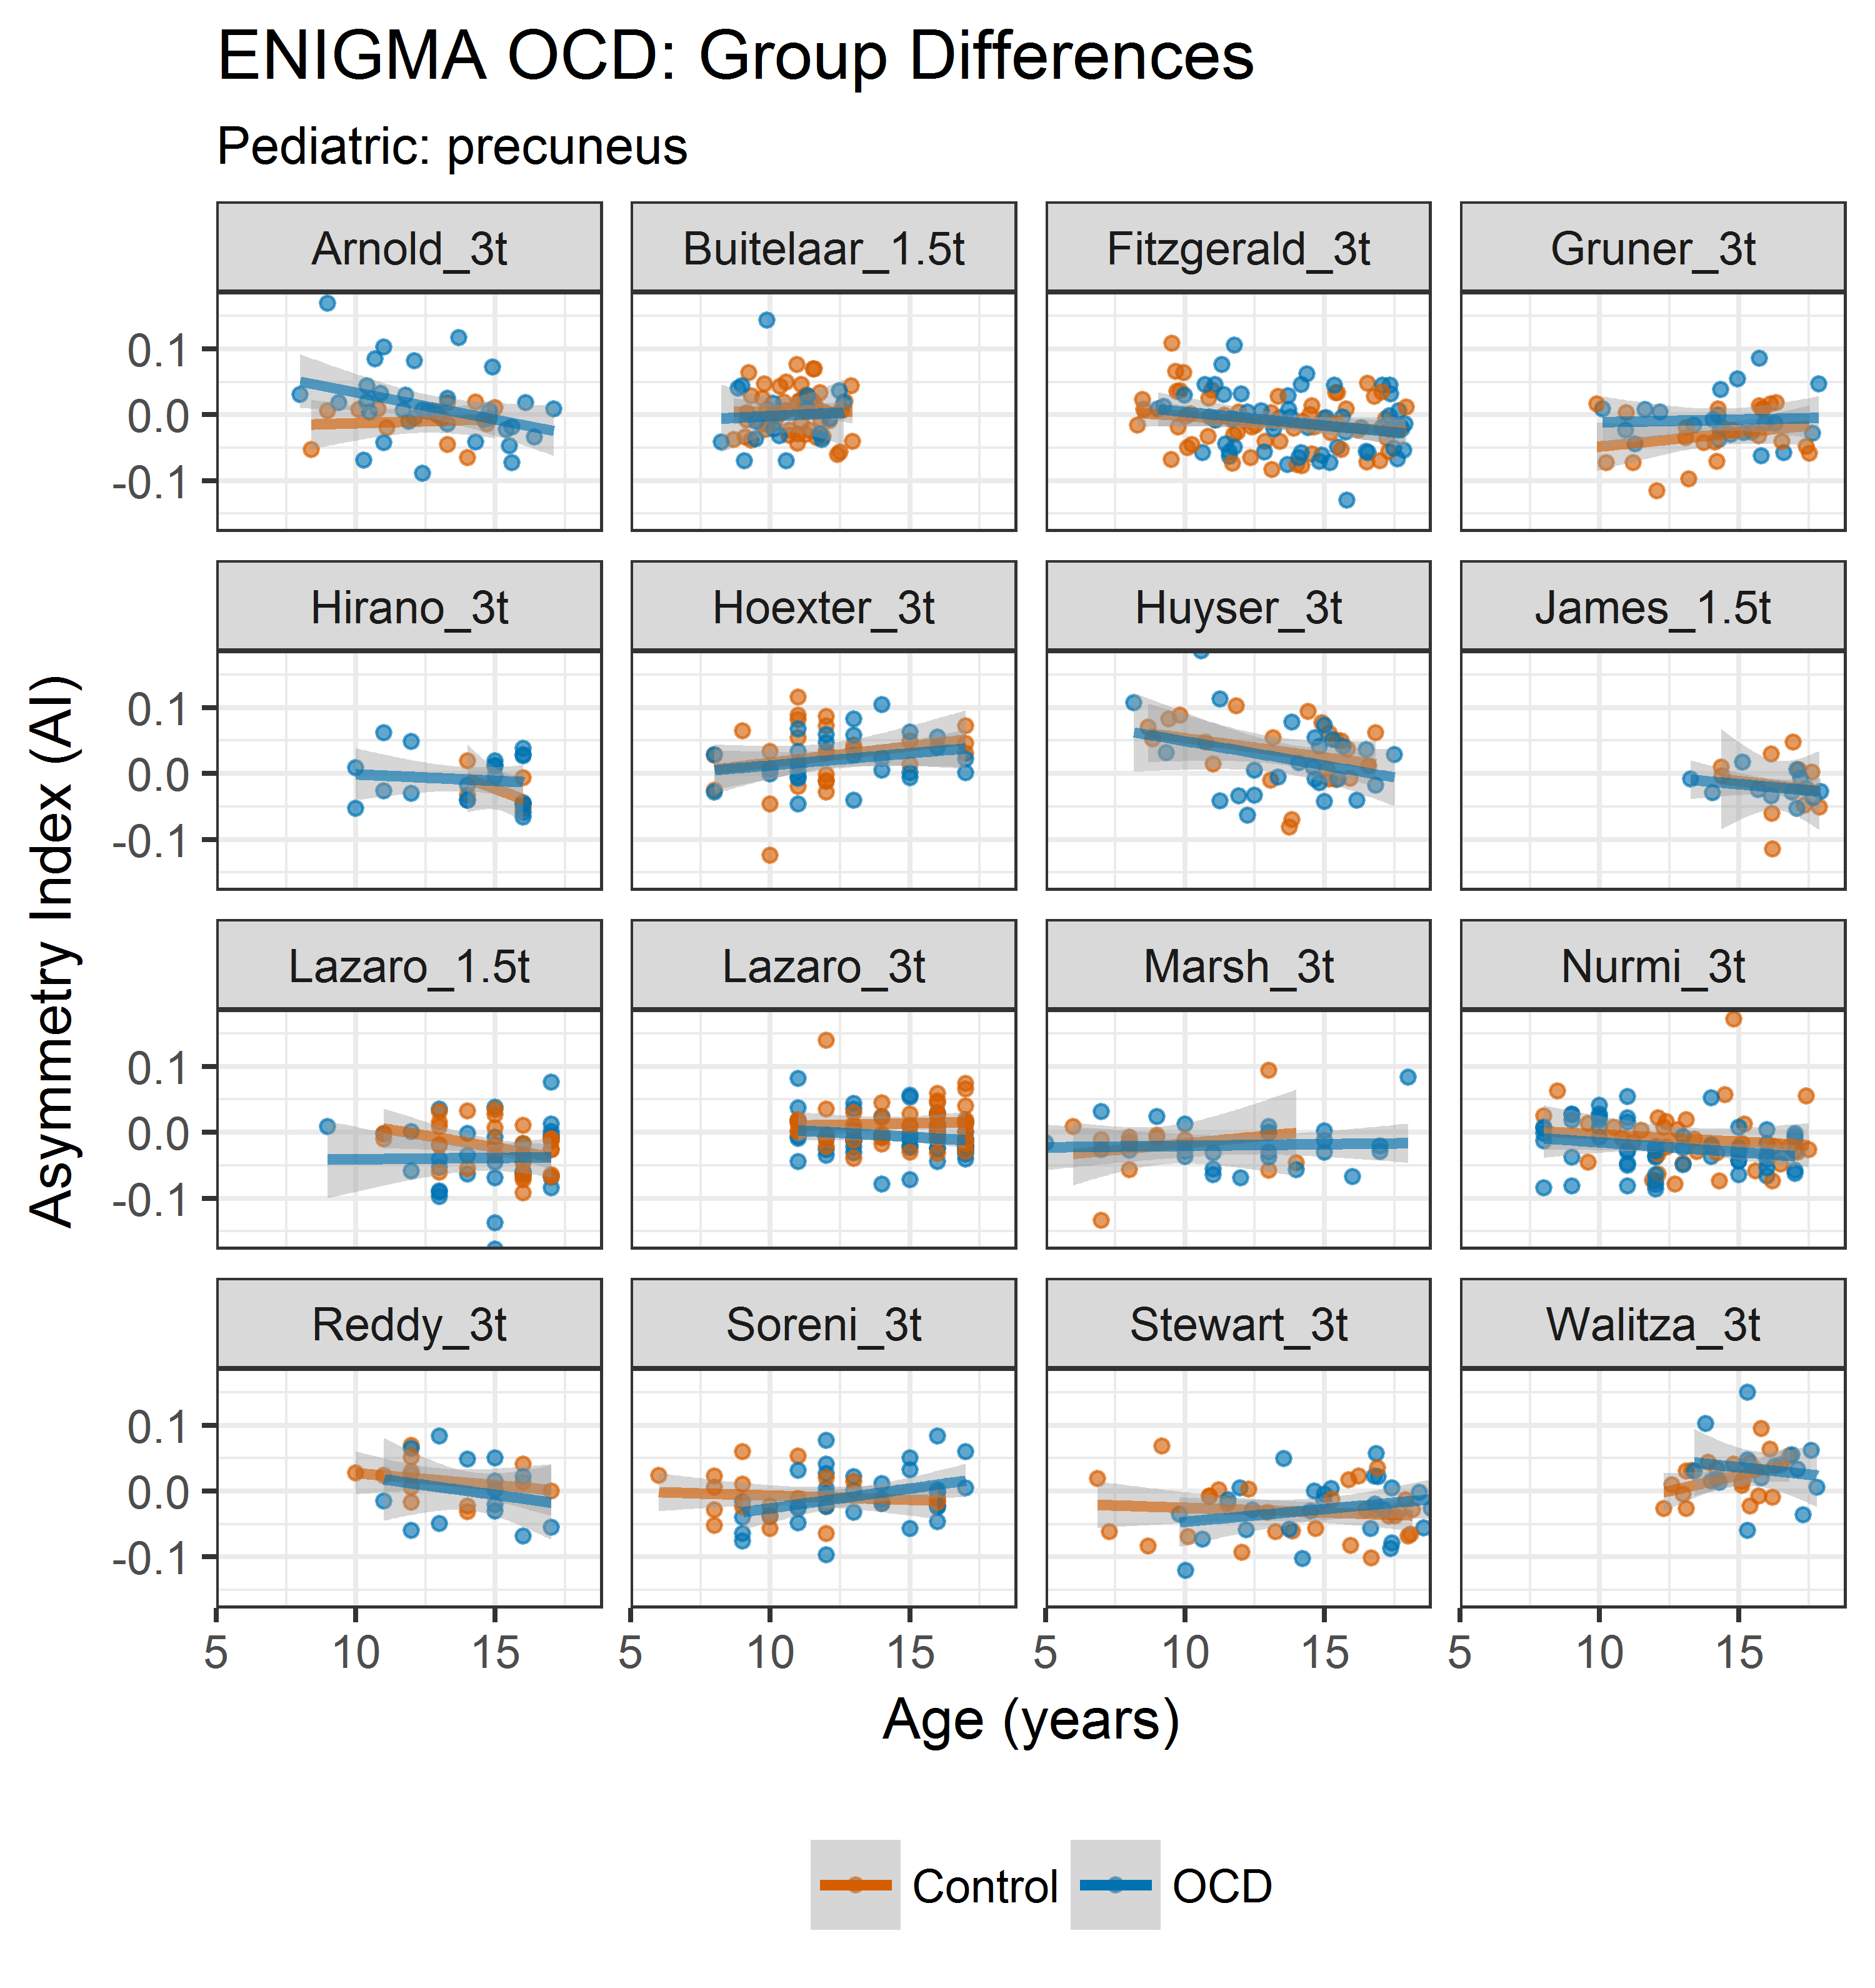 ENIGMA OCD: Group Differences
Pediatric: precuneus
Arnold_3t Buitelaar_1.5t Fitzgerald_3t Gruner_3t
0.1
0.0
-0.1
Hirano_3t Hoexter_3t Huyser_3t James_1.5t
0.1
0.0
-0.1
Lazaro_1.5t Lazaro_3t Marsh_3t Nurmi_3t
0.1
0.0
-0.1
Reddy_3t Soreni_3t Stewart_3t Walitza_3t
0.1
0.0
-0.1
5 10 15 5 10 15 5 10 15 5 10 15
Asymmetry Index (AI)
Age (years)
Control OCD